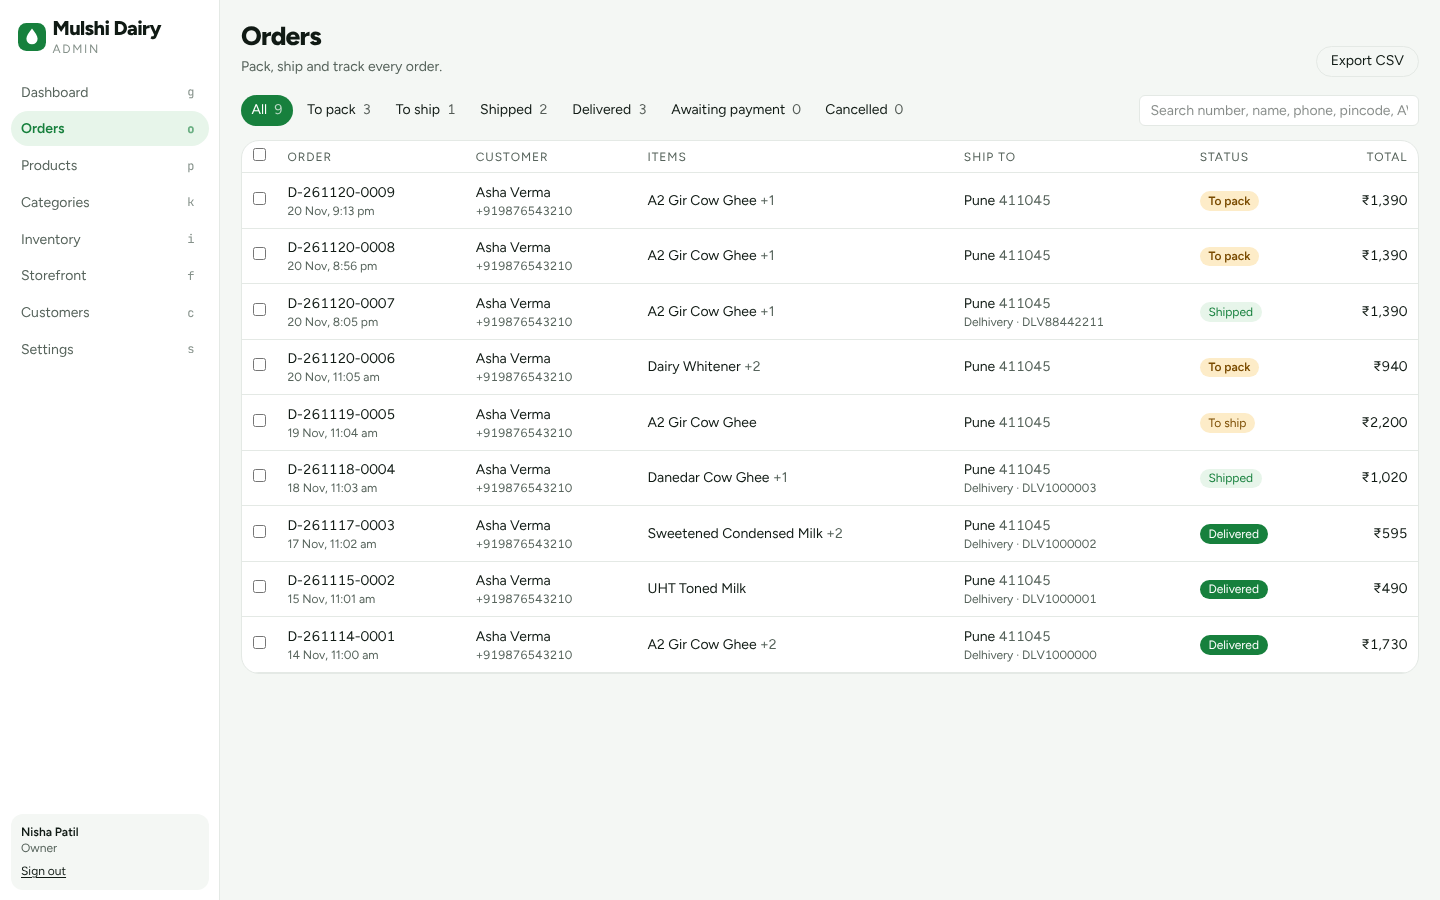 Mulshi Dairy
ADMIN
Dashboard g
Orders o
Products p
Categories k
Inventory i
Storefront f
Customers c
Settings s
Nisha Patil
Owner
Sign out
Orders
Pack, ship and track every order.
Export CSV
All 9 To pack 3 To ship 1 Shipped 2 Delivered 3 Awaiting payment 0 Cancelled 0
Search number, name, phone, pincode, AW
ORDER CUSTOMER ITEMS SHIP TO STATUS TOTAL
D-261120-0009 Asha Verma A2 Gir Cow Ghee +1 Pune 411045 To pack ₹1,390
20 Nov, 9:13 pm +919876543210
D-261120-0008 Asha Verma A2 Gir Cow Ghee +1 Pune 411045 To pack ₹1,390
20 Nov, 8:56 pm +919876543210
D-261120-0007 Asha Verma A2 Gir Cow Ghee +1 Pune 411045 Shipped ₹1,390
20 Nov, 8:05 pm +919876543210 Delhivery · DLV88442211
D-261120-0006 Asha Verma Dairy Whitener +2 Pune 411045 To pack ₹940
20 Nov, 11:05 am +919876543210
D-261119-0005 Asha Verma A2 Gir Cow Ghee Pune 411045 To ship ₹2,200
19 Nov, 11:04 am +919876543210
D-261118-0004 Asha Verma Danedar Cow Ghee +1 Pune 411045 Shipped ₹1,020
18 Nov, 11:03 am +919876543210 Delhivery · DLV1000003
D-261117-0003 Asha Verma Sweetened Condensed Milk +2 Pune 411045 Delivered ₹595
17 Nov, 11:02 am +919876543210 Delhivery · DLV1000002
D-261115-0002 Asha Verma UHT Toned Milk Pune 411045 Delivered ₹490
15 Nov, 11:01 am +919876543210 Delhivery · DLV1000001
D-261114-0001 Asha Verma A2 Gir Cow Ghee +2 Pune 411045 Delivered ₹1,730
14 Nov, 11:00 am +919876543210 Delhivery · DLV1000000